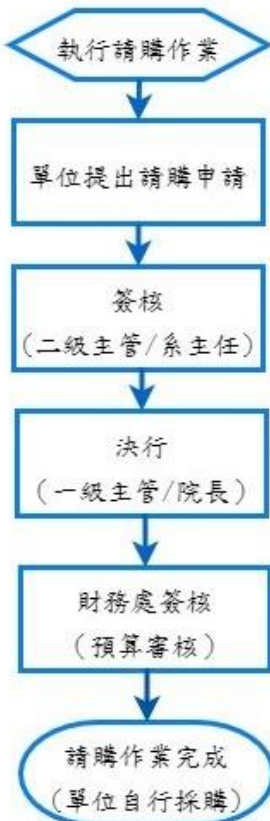 執行請購作業
單位提出請購申請
簽核
(二級主管/系主任)
決行
(一級主管/院長)
財務處簽核
(預算審核)
請購作業完成
(單位自行採購)